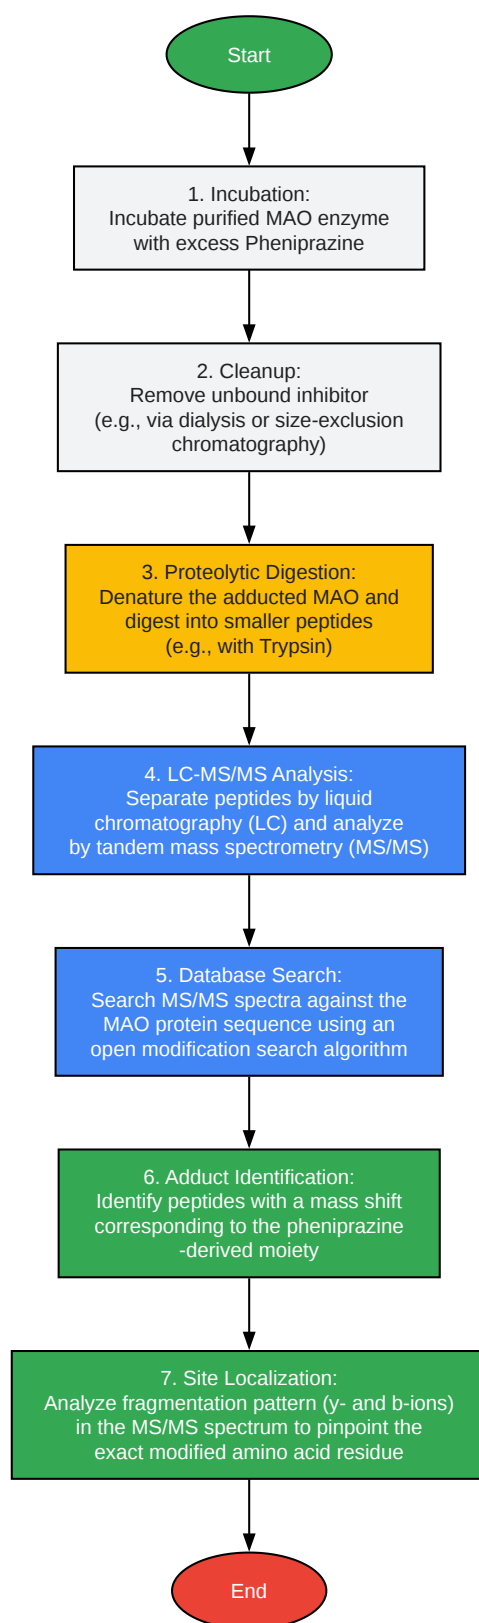 Start
1. Incubation:
Incubate purified MAO enzyme
with excess Pheniprazine
2. Cleanup:
Remove unbound inhibitor
(e.g., via dialysis or size-exclusion
chromatography)
3. Proteolytic Digestion:
Denature the adducted MAO and
digest into smaller peptides
(e.g., with Trypsin)
4. LC-MS/MS Analysis:
Separate peptides by liquid
chromatography (LC) and analyze
by tandem mass spectrometry (MS/MS)
5. Database Search:
Search MS/MS spectra against the
MAO protein sequence using an
open modification search algorithm
6. Adduct Identification:
Identify peptides with a mass shift
corresponding to the pheniprazine
-derived moiety
7. Site Localization:
Analyze fragmentation pattern (y- and b-ions)
in the MS/MS spectrum to pinpoint the
exact modified amino acid residue
End